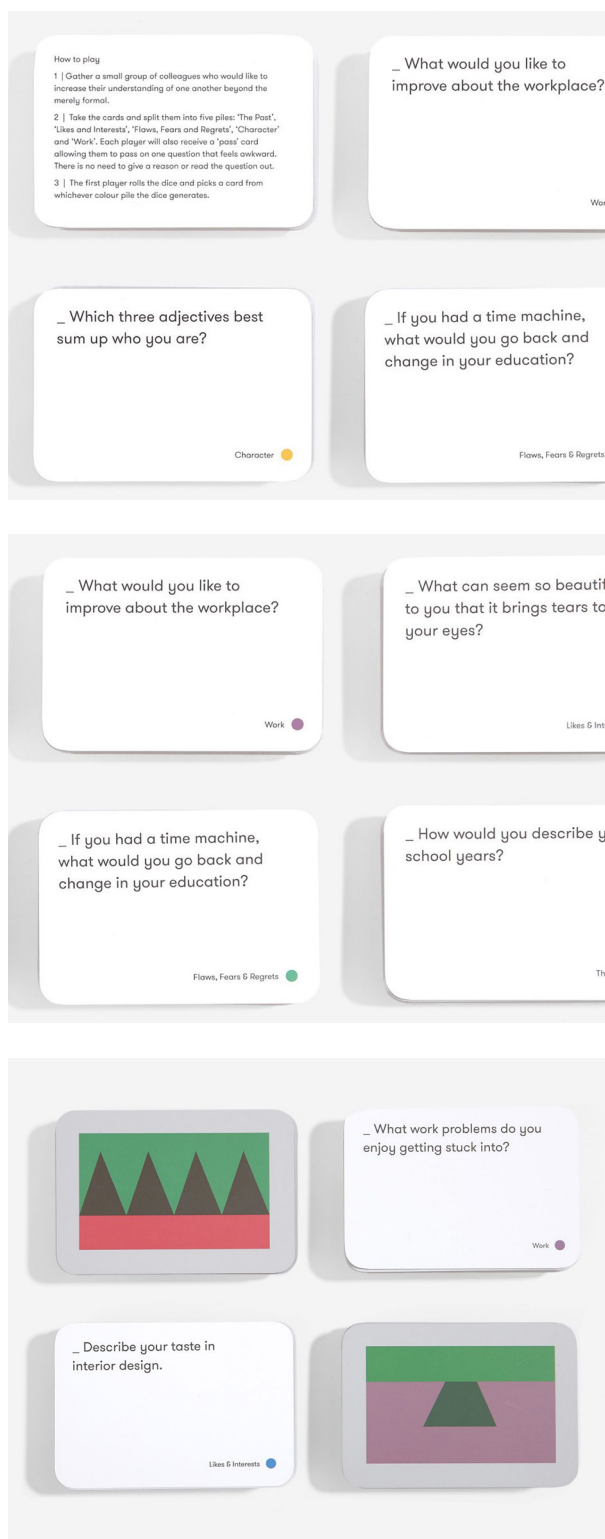 How to play
1 | Gather a small group of colleagues who would like to
increase their understanding of one another beyond the
merely formal.
2 | Take the cards and split them into five piles: 'The Past',
'Likes and Interests', 'Flaws, Fears and Regrets', 'Character'
and 'Work'. Each player will also receive a 'pass' card
allowing them to pass on one question that feels awkward.
There is no need to give a reason or read the question out.
3 | The first player rolls the dice and picks a card from
whichever colour pile the dice generates.
_ What would you like to
improve about the workplace?
_ Which three adjectives best
sum up who you are?
Character
_ If you had a time machine,
what would you go back and
change in your education?
Flaws, Fears & Regrets
_ What would you like to
improve about the workplace?
Work
_ What can seem so
to you that it brings tears to
your eyes?
Likes &
_ If you had a time machine,
what would you go back and
change in your education?
Flaws, Fears & Regrets
_ How would you describe
school years?
_ What work problems do you
enjoy getting stuck into?
Work
_ Describe your taste in
interior design.
Likes & Interests